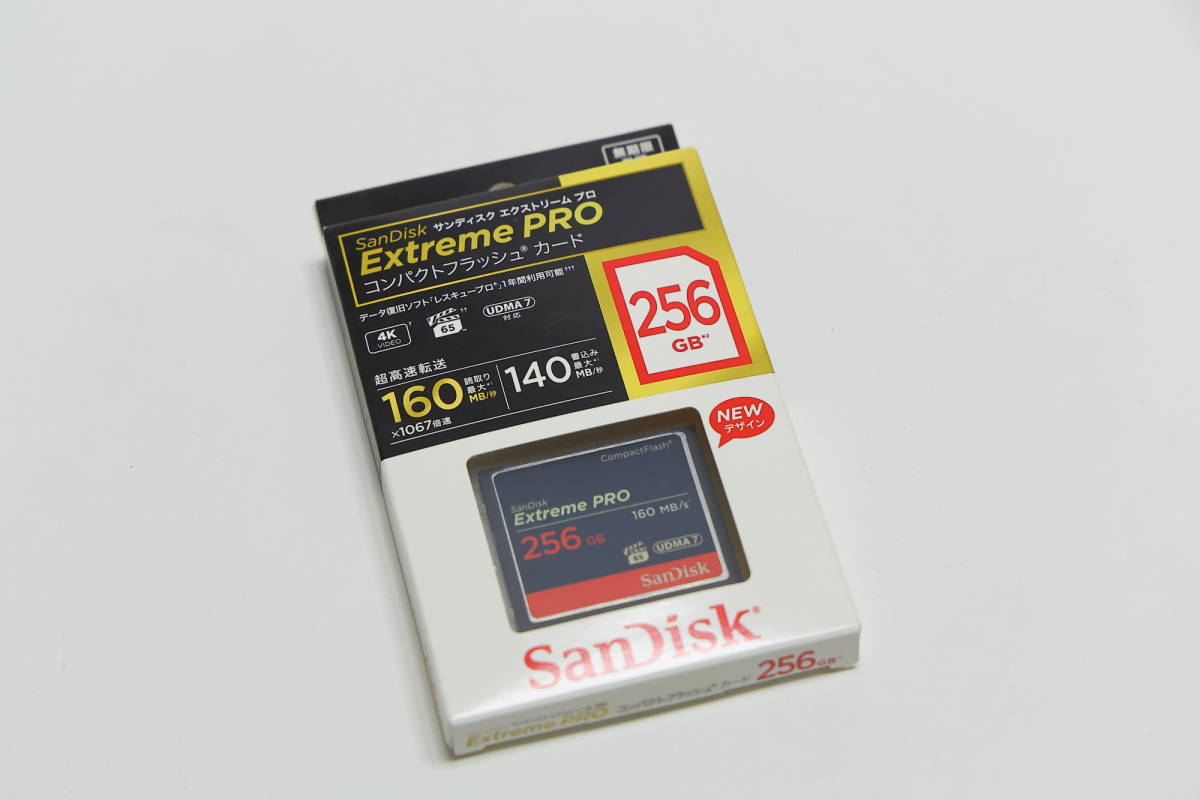 無期限
SanDisk サンディスク エクストリーム プロ
Extreme PRO
コンパクトフラッシュ® カード
データ復旧ソフト「レスキュープロ®」1年間利用可能†††
4K†
VIDEO
65™††
UDMA 7
対応
256
GB*²
超高速転送
160 読取り最大*¹ MB/秒
140 書込み最大*¹ MB/秒
×1067倍速
NEW
デザイン
CompactFlash®
SanDisk
Extreme PRO
160 MB/s*
256 GB
65
UDMA 7
SanDisk
SanDisk®
Extreme PRO コンパクトフラッシュ® カード 256 GB